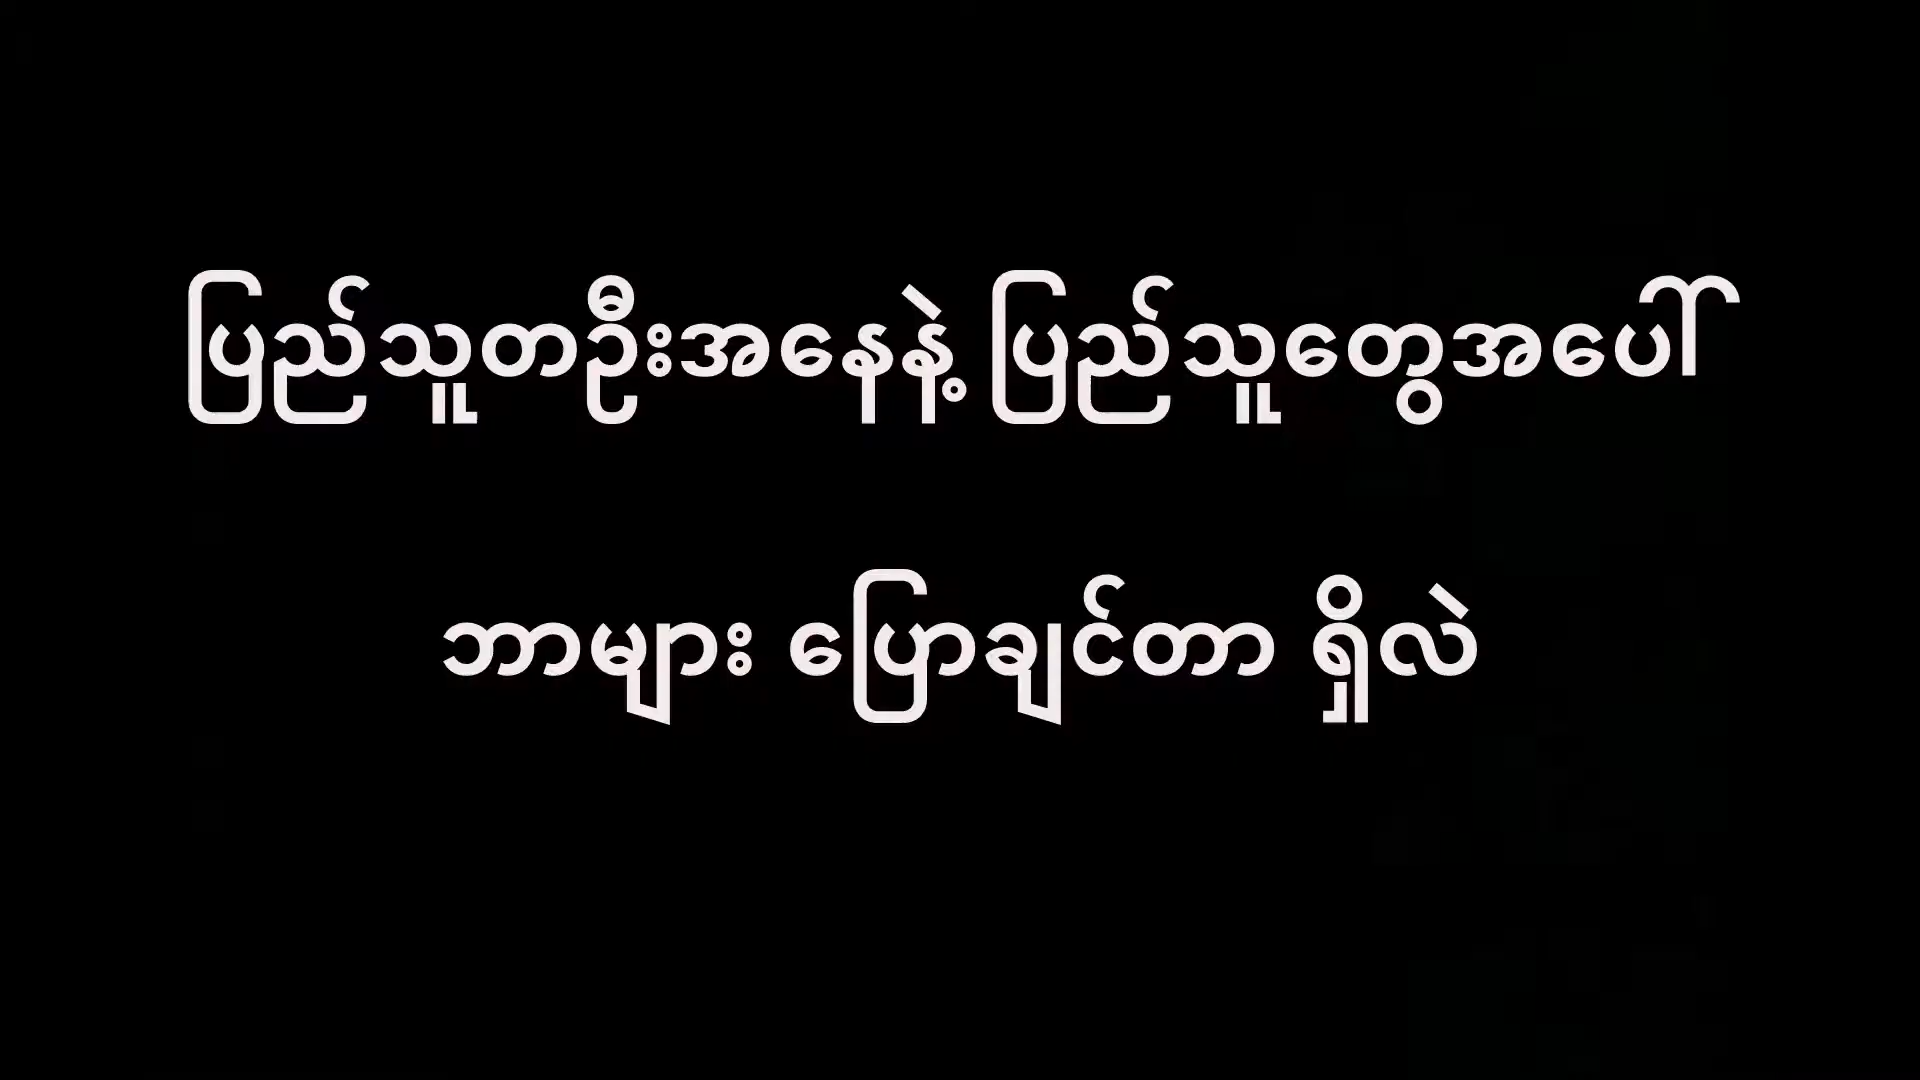 ပြည်သူတဦးအနေနဲ့ ပြည်သူတွေအပေါ်
ဘာများ ပြောချင်တာ ရှိလဲ